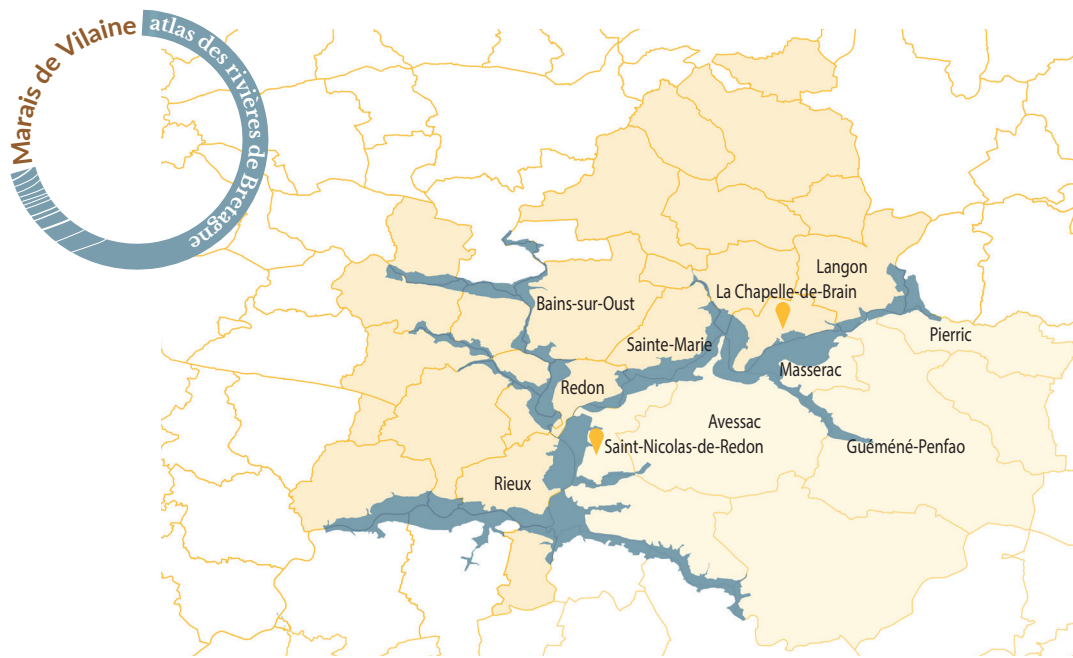 Marais de Vilaine
atlas des rivières de Bretagne
Langon
La Chapelle-de-Brain
Bains-sur-Oust
Pierric
Sainte-Marie
Masserac
Redon
Avessac
Saint-Nicolas-de-Redon
Guéméné-Penfao
Rieux